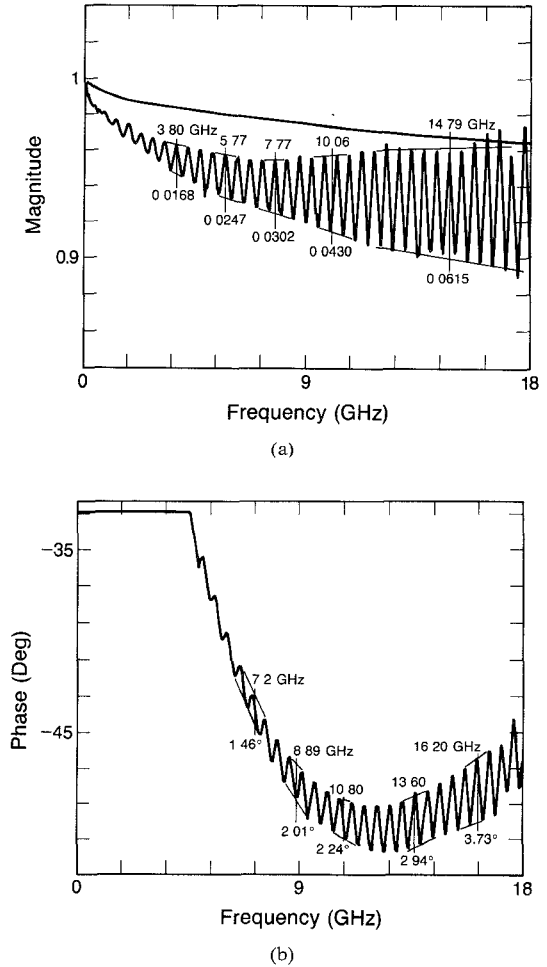 1
Magnitude
0.9
3 80 GHz
5 77
7 77
10 06
14 79 GHz
0 0168
0 0247
0 0302
0 0430
0 0615
0
9
18
Frequency (GHz)
(a)
−35
Phase (Deg)
−45
7 2 GHz
8 89 GHz
10 80
13 60
16 20 GHz
1 46°
2 01°
2 24°
2 94°
3.73°
0
9
18
Frequency (GHz)
(b)